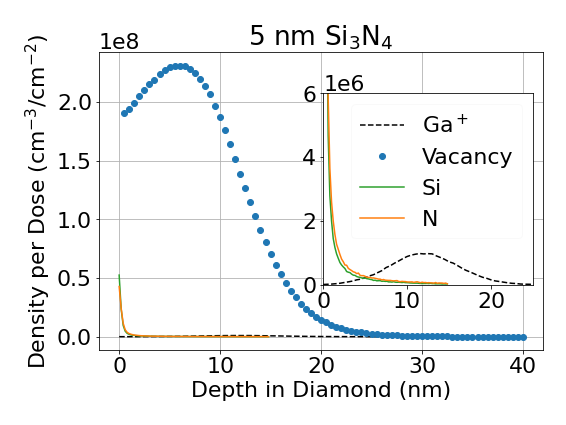 5 nm Si₃N₄
1e8
Density per Dose (cm⁻³/cm⁻²)
2.0
1.5
1.0
0.5
0.0
0 10 20 30 40
Depth in Diamond (nm)
1e6
6
4
2
0
0 10 20
Ga⁺
Vacancy
Si
N